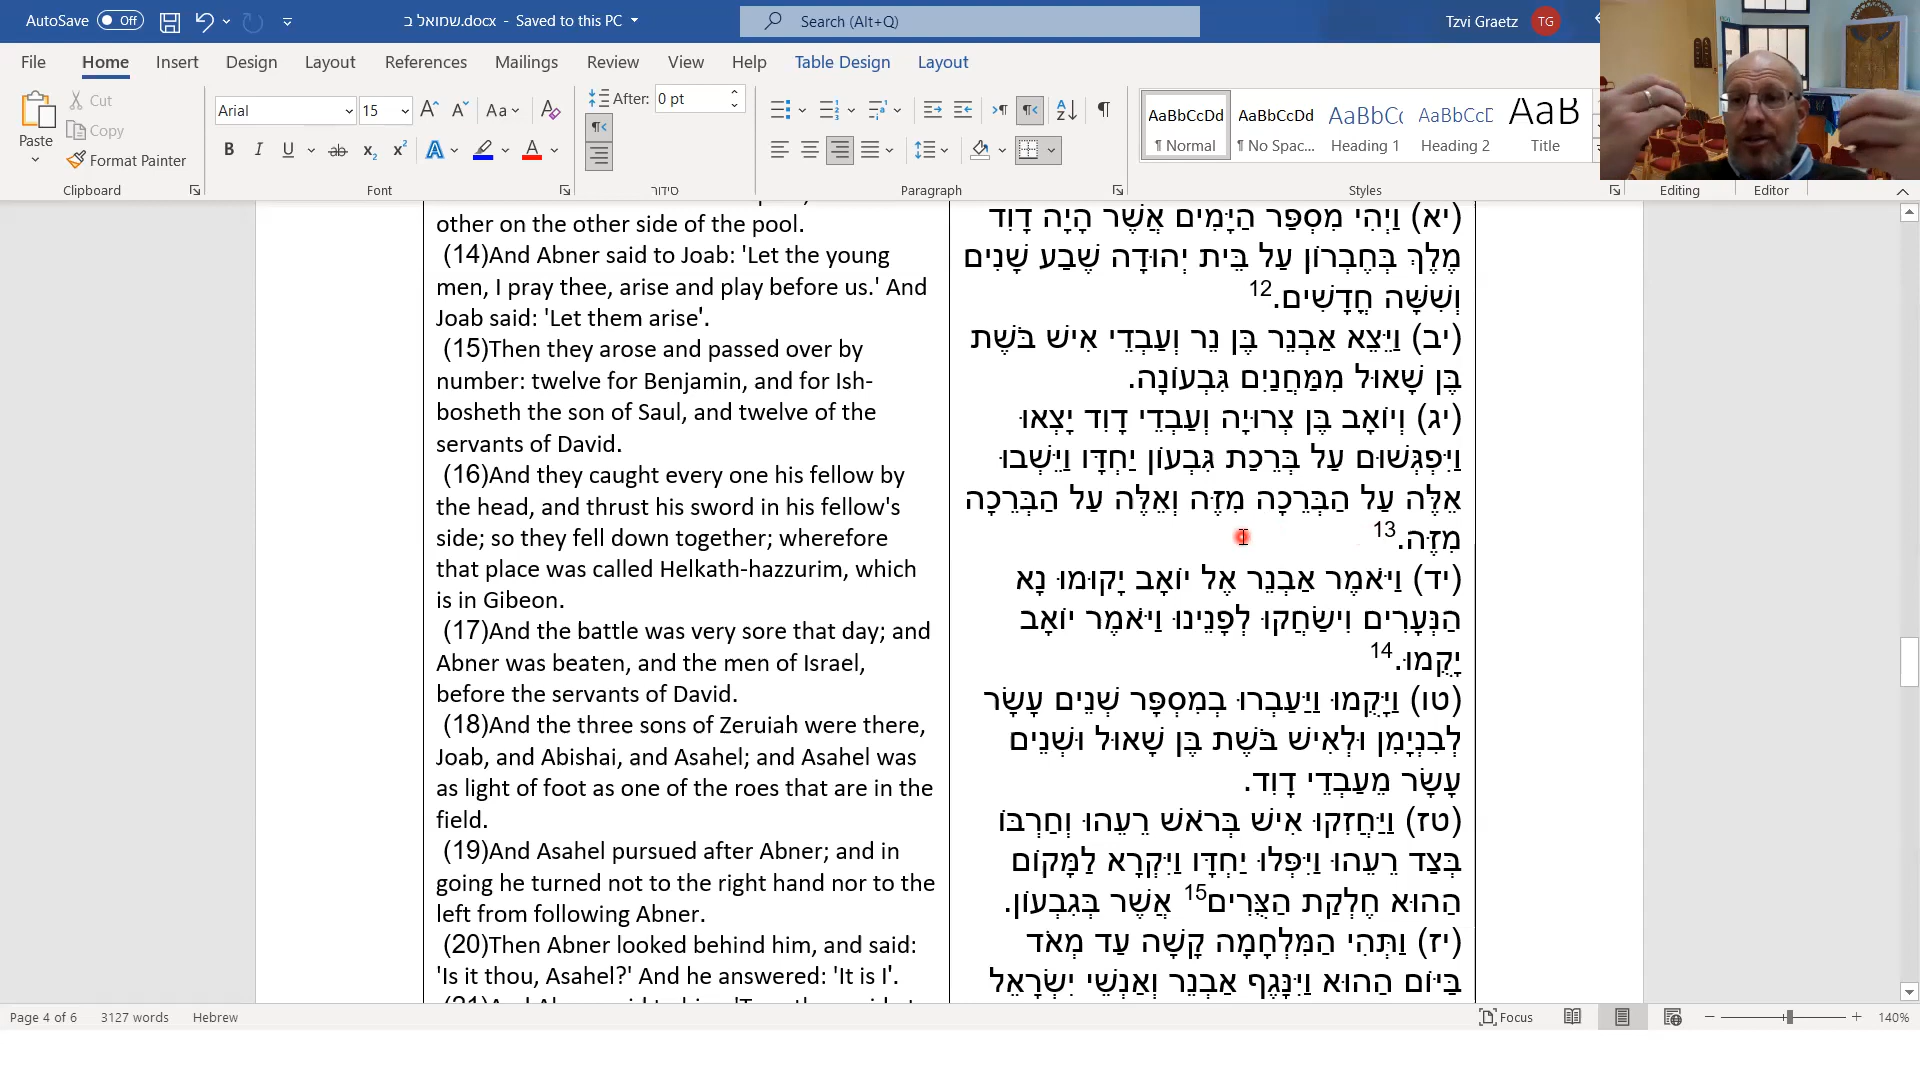 AutoSave Off שמואל ב.docx - Saved to this PC Search (Alt+Q) Tzvi Graetz TG
File Home Insert Design Layout References Mailings Review View Help Table Design Layout
Paste Cut Copy Format Painter
Arial 15 Aa
B I U ab x₂ x² A A
After: 0 pt
AaBbCcDd AaBbCcDd AaBbCc AaBbCcD AaB
¶ Normal ¶ No Spac... Heading 1 Heading 2 Title
Clipboard Font סידור Paragraph Styles Editing Editor
other on the other side of the pool.
(14)And Abner said to Joab: 'Let the young
men, I pray thee, arise and play before us.' And
Joab said: 'Let them arise'.
(15)Then they arose and passed over by
number: twelve for Benjamin, and for Ish-
bosheth the son of Saul, and twelve of the
servants of David.
(16)And they caught every one his fellow by
the head, and thrust his sword in his fellow's
side; so they fell down together; wherefore
that place was called Helkath-hazzurim, which
is in Gibeon.
(17)And the battle was very sore that day; and
Abner was beaten, and the men of Israel,
before the servants of David.
(18)And the three sons of Zeruiah were there,
Joab, and Abishai, and Asahel; and Asahel was
as light of foot as one of the roes that are in the
field.
(19)And Asahel pursued after Abner; and in
going he turned not to the right hand nor to the
left from following Abner.
(20)Then Abner looked behind him, and said:
'Is it thou, Asahel?' And he answered: 'It is I'.
(יא) וַיְהִי מִסְפַּר הַיָּמִים אֲשֶׁר הָיָה דָוִד
מֶלֶךְ בְּחֶבְרוֹן עַל בֵּית יְהוּדָה שֶׁבַע שָׁנִים
וְשִׁשָּׁה חֳדָשִׁים.12
(יב) וַיֵּצֵא אַבְנֵר בֶּן נֵר וְעַבְדֵי אִישׁ בֹּשֶׁת
בֶּן שָׁאוּל מִמַּחֲנַיִם גִּבְעוֹנָה.
(יג) וְיוֹאָב בֶּן צְרוּיָה וְעַבְדֵי דָוִד יָצְאוּ
וַיִּפְגְּשׁוּם עַל בְּרֵכַת גִּבְעוֹן יַחְדָּו וַיֵּשְׁבוּ
אֵלֶּה עַל הַבְּרֵכָה מִזֶּה וְאֵלֶּה עַל הַבְּרֵכָה
מִזֶּה.13
(יד) וַיֹּאמֶר אַבְנֵר אֶל יוֹאָב יָקוּמוּ נָא
הַנְּעָרִים וִישַׂחֲקוּ לְפָנֵינוּ וַיֹּאמֶר יוֹאָב
יָקֻמוּ.14
(טו) וַיָּקֻמוּ וַיַּעַבְרוּ בְמִסְפָּר שְׁנֵים עָשָׂר
לְבִנְיָמִן וּלְאִישׁ בֹּשֶׁת בֶּן שָׁאוּל וּשְׁנֵים
עָשָׂר מֵעַבְדֵי דָוִד.
(טז) וַיַּחֲזִקוּ אִישׁ בְּרֹאשׁ רֵעֵהוּ וְחַרְבּוֹ
בְּצַד רֵעֵהוּ וַיִּפְּלוּ יַחְדָּו וַיִּקְרָא לַמָּקוֹם
הַהוּא חֶלְקַת הַצֻּרִים15 אֲשֶׁר בְּגִבְעוֹן.
(יז) וַתְּהִי הַמִּלְחָמָה קָשָׁה עַד מְאֹד
בַּיּוֹם הַהוּא וַיִּנָּגֶף אַבְנֵר וְאַנְשֵׁי יִשְׂרָאֵל
Page 4 of 6 3127 words Hebrew Focus 140%